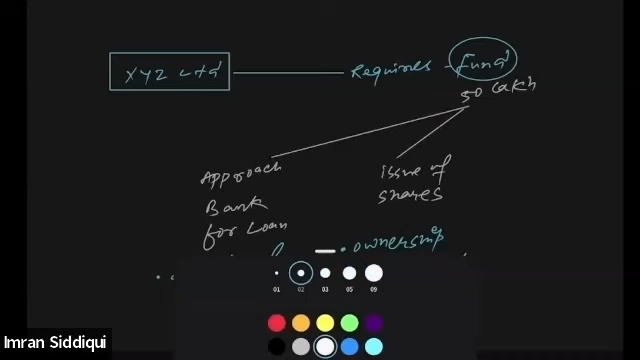 XYZ Ltd Requires Fund
50 Lakh
Approach
Bank
for Loan
issue of
shares
• ownership
01 02 03 05 09
Imran Siddiqui